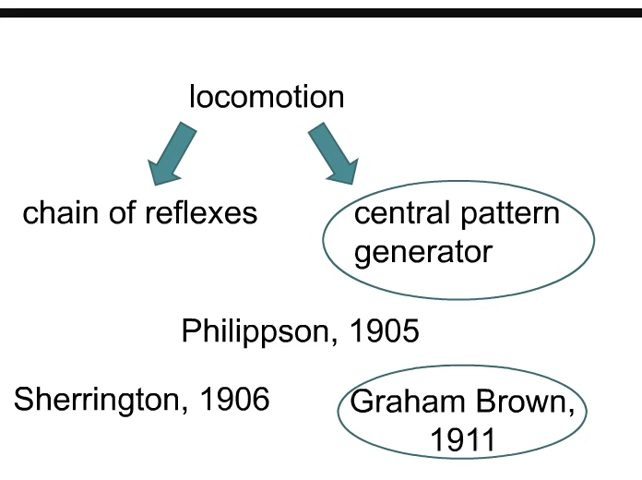 locomotion
chain of reflexes
central pattern
generator
Philippson, 1905
Sherrington, 1906
Graham Brown,
1911